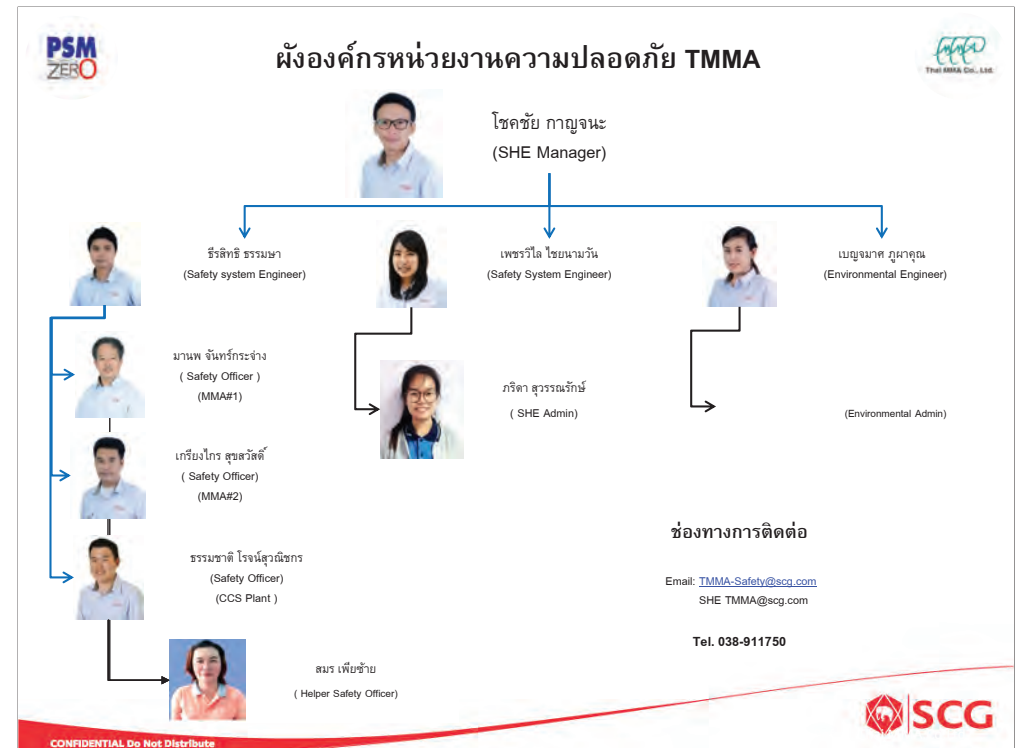 PSM
ZERO
ผังองค์กรหน่วยงานความปลอดภัย TMMA
Thai MMA Co., Ltd.
โชคชัย กาญจนะ
(SHE Manager)
ธีรสิทธิ ธรรมษา
(Safety system Engineer)
เพชรวิไล ไชยนามวัน
(Safety System Engineer)
เบญจมาศ ภูผาคุณ
(Environmental Engineer)
มานพ จันทร์กระจ่าง
( Safety Officer )
(MMA#1)
ภริดา สุวรรณรักษ์
( SHE Admin)
(Environmental Admin)
เกรียงไกร สุขสวัสดิ์
( Safety Officer)
(MMA#2)
ธรรมชาติ โรจน์สุวณิชกร
(Safety Officer)
(CCS Plant )
สมร เพียซ้าย
( Helper Safety Officer)
ช่องทางการติดต่อ
Email: TMMA-Safety@scg.com
SHE TMMA@scg.com
Tel. 038-911750
SCG
CONFIDENTIAL Do Not Distribute